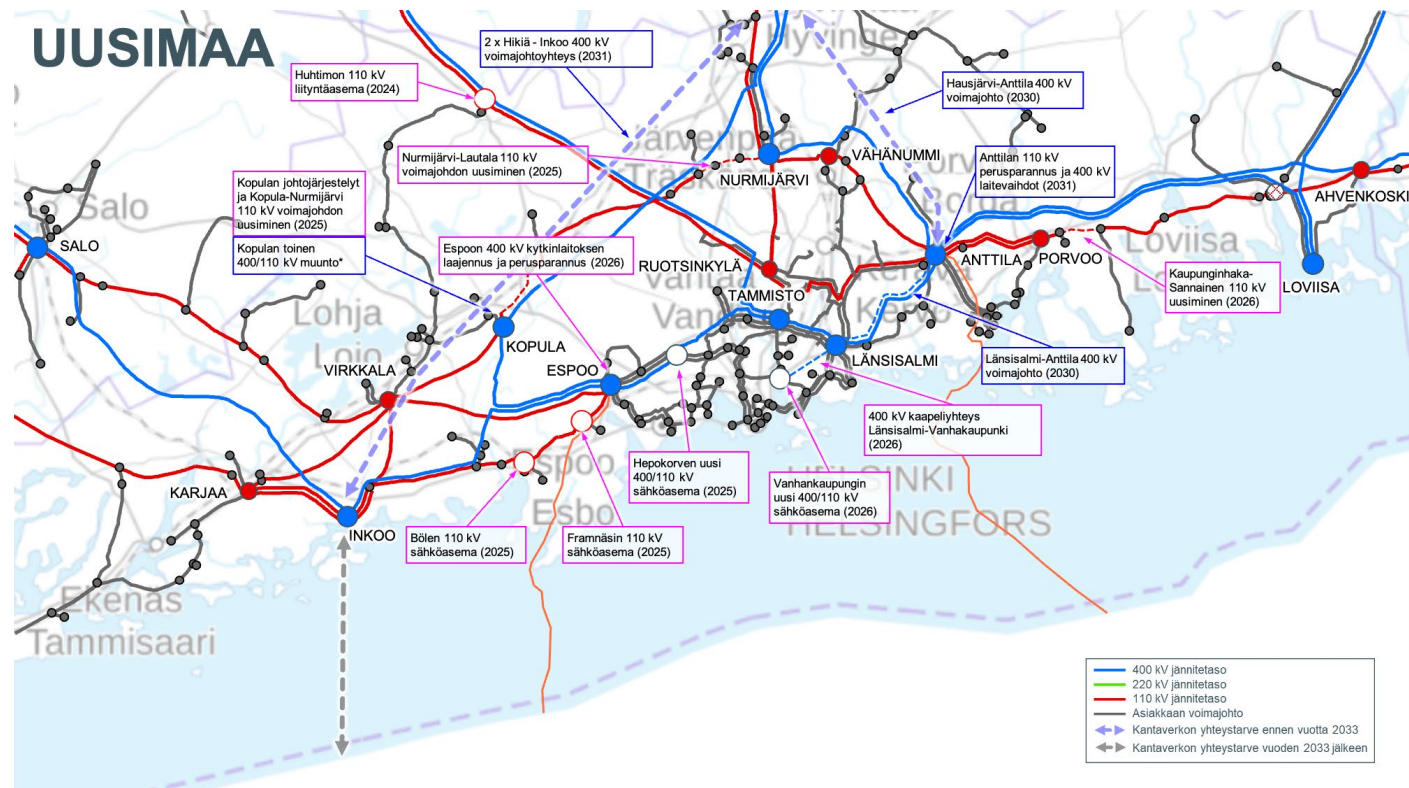 UUSIMAA
Hyvinge
2 x Hikiä - Inkoo 400 kV
voimajohtoyhteys (2031)
Huhtimon 110 kV
liityntäasema (2024)
Hausjärvi-Anttila 400 kV
voimajohto (2030)
Nurmijärvi-Lautala 110 kV
voimajohdon uusiminen (2025)
NURMIJÄRVI
VÄHÄNUMMI
Anttilan 110 kV
perusparannus ja 400 kV
laitevaihdot (2031)
AHVENKOSKI
Kopulan johtojärjestelyt
ja Kopula-Nurmijärvi
110 kV voimajohdon
uusiminen (2025)
Salo
SALO
Kopulan toinen
400/110 kV muunto*
Espoon 400 kV kytkinlaitoksen
laajennus ja perusparannus (2026)
RUOTSINKYLÄ
TAMMISTO
ANTTILA
PORVOO
Loviisa
LOVIISA
Kaupunginhaka-
Sannainen 110 kV
uusiminen (2026)
Lohja
Lojo
KOPULA
VIRKKALA
ESPOO
LÄNSISALMI
Länsisalmi-Anttila 400 kV
voimajohto (2030)
400 kV kaapeliyhteys
Länsisalmi-Vanhakaupunki
(2026)
KARJAA
INKOO
Espoo
Esbo
Bölen 110 kV
sähköasema (2025)
Framnäsin 110 kV
sähköasema (2025)
Hepokorven uusi
400/110 kV
sähköasema (2025)
Vanhankaupungin
uusi 400/110 kV
sähköasema (2026)
HELSINKI
HELSINGFORS
Ekenäs
Tammisaari
400 kV jännitetaso
220 kV jännitetaso
110 kV jännitetaso
Asiakkaan voimajohto
Kantaverkon yhteystarve ennen vuotta 2033
Kantaverkon yhteystarve vuoden 2033 jälkeen